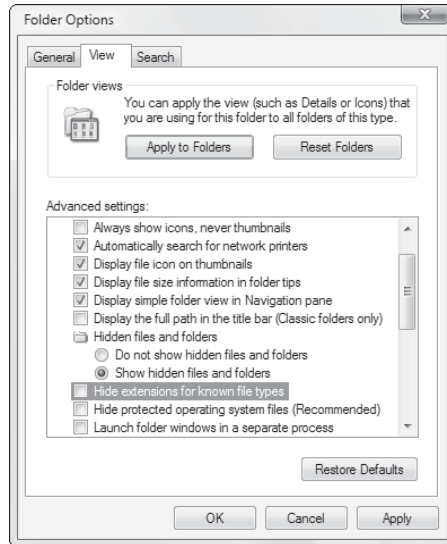 Folder Options
General View Search
Folder views
You can apply the view (such as Details or Icons) that
you are using for this folder to all folders of this type.
Apply to Folders Reset Folders
Advanced settings:
Always show icons, never thumbnails
Automatically search for network printers
Display file icon on thumbnails
Display file size information in folder tips
Display simple folder view in Navigation pane
Display the full path in the title bar (Classic folders only)
Hidden files and folders
Do not show hidden files and folders
Show hidden files and folders
Hide extensions for known file types
Hide protected operating system files (Recommended)
Launch folder windows in a separate process
Restore Defaults
OK Cancel Apply